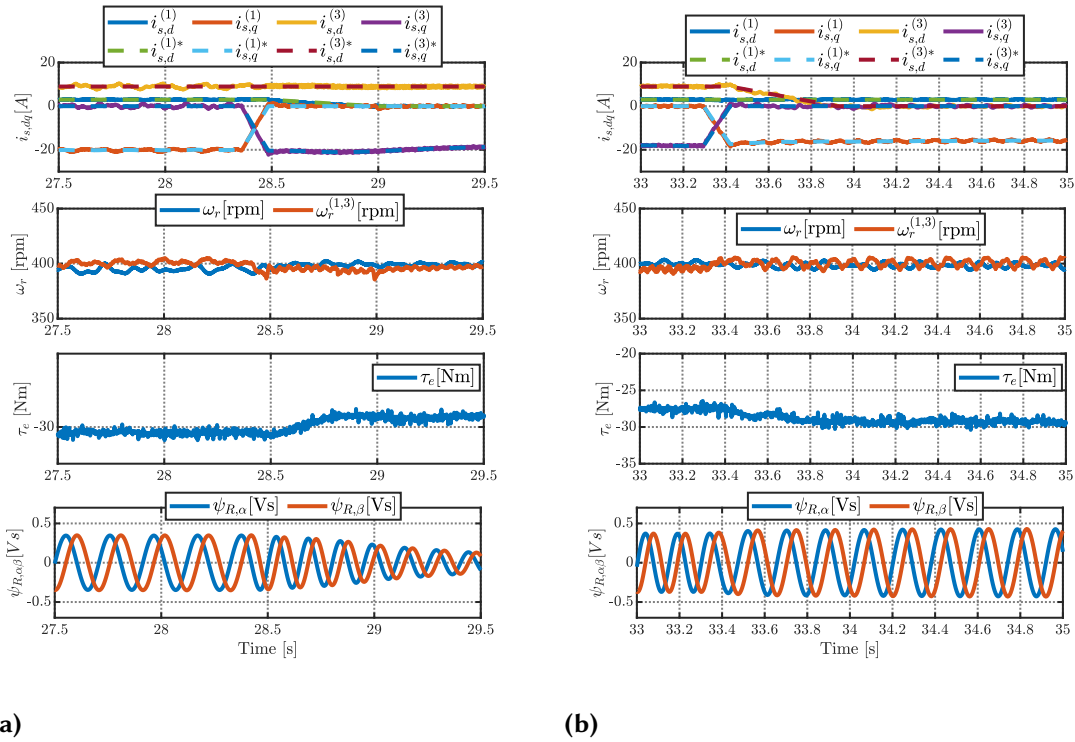 i_{s,d}^{(1)} i_{s,q}^{(1)} i_{s,d}^{(3)} i_{s,q}^{(3)}
i_{s,d}^{(1)*} i_{s,q}^{(1)*} i_{s,d}^{(3)*} i_{s,q}^{(3)*}
20
0
-20
i_{s,dq}[A]
27.5 28 28.5 29 29.5
450
400
350
ω_r [rpm]
ω_r[rpm] ω_r^{(1,3)}[rpm]
27.5 28 28.5 29 29.5
-30
τ_e [Nm]
τ_e[Nm]
27.5 28 28.5 29 29.5
0.5
0
-0.5
ψ_{R,αβ}[Vs]
ψ_{R,α}[Vs] ψ_{R,β}[Vs]
27.5 28 28.5 29 29.5
Time [s]
a)
i_{s,d}^{(1)} i_{s,q}^{(1)} i_{s,d}^{(3)} i_{s,q}^{(3)}
i_{s,d}^{(1)*} i_{s,q}^{(1)*} i_{s,d}^{(3)*} i_{s,q}^{(3)*}
20
0
-20
i_{s,dq}[A]
33 33.2 33.4 33.6 33.8 34 34.2 34.4 34.6 34.8 35
450
400
350
ω_r [rpm]
ω_r[rpm] ω_r^{(1,3)}[rpm]
33 33.2 33.4 33.6 33.8 34 34.2 34.4 34.6 34.8 35
-20
-25
-30
-35
τ_e [Nm]
τ_e[Nm]
33 33.2 33.4 33.6 33.8 34 34.2 34.4 34.6 34.8 35
0.5
0
-0.5
ψ_{R,αβ}[Vs]
ψ_{R,α}[Vs] ψ_{R,β}[Vs]
33 33.2 33.4 33.6 33.8 34 34.2 34.4 34.6 34.8 35
Time [s]
(b)